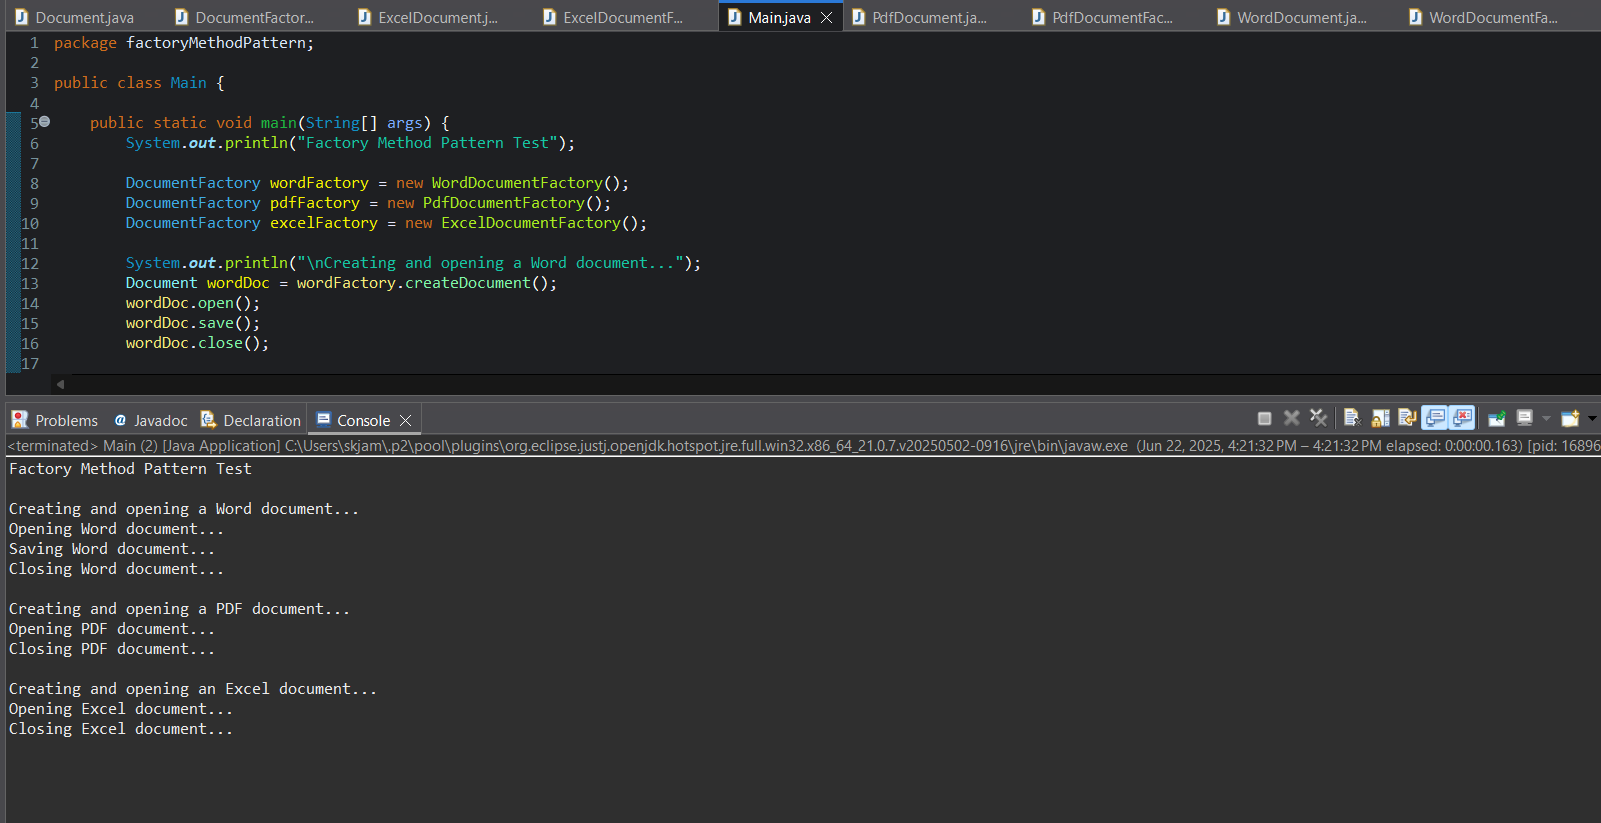 Document.java DocumentFactor... ExcelDocument.j... ExcelDocumentF... Main.java PdfDocument.ja... PdfDocumentFac... WordDocument.ja... WordDocumentFa...
1 package factoryMethodPattern;
2
3 public class Main {
4
5 public static void main(String[] args) {
6 System.out.println("Factory Method Pattern Test");
7
8 DocumentFactory wordFactory = new WordDocumentFactory();
9 DocumentFactory pdfFactory = new PdfDocumentFactory();
10 DocumentFactory excelFactory = new ExcelDocumentFactory();
11
12 System.out.println("\nCreating and opening a Word document...");
13 Document wordDoc = wordFactory.createDocument();
14 wordDoc.open();
15 wordDoc.save();
16 wordDoc.close();
17
Problems @ Javadoc Declaration Console
<terminated> Main (2) [Java Application] C:\Users\skjam\.p2\pool\plugins\org.eclipse.justj.openjdk.hotspot.jre.full.win32.x86_64_21.0.7.v20250502-0916\jre\bin\javaw.exe (Jun 22, 2025, 4:21:32 PM – 4:21:32 PM elapsed: 0:00:00.163) [pid: 16896
Factory Method Pattern Test
Creating and opening a Word document...
Opening Word document...
Saving Word document...
Closing Word document...
Creating and opening a PDF document...
Opening PDF document...
Closing PDF document...
Creating and opening an Excel document...
Opening Excel document...
Closing Excel document...